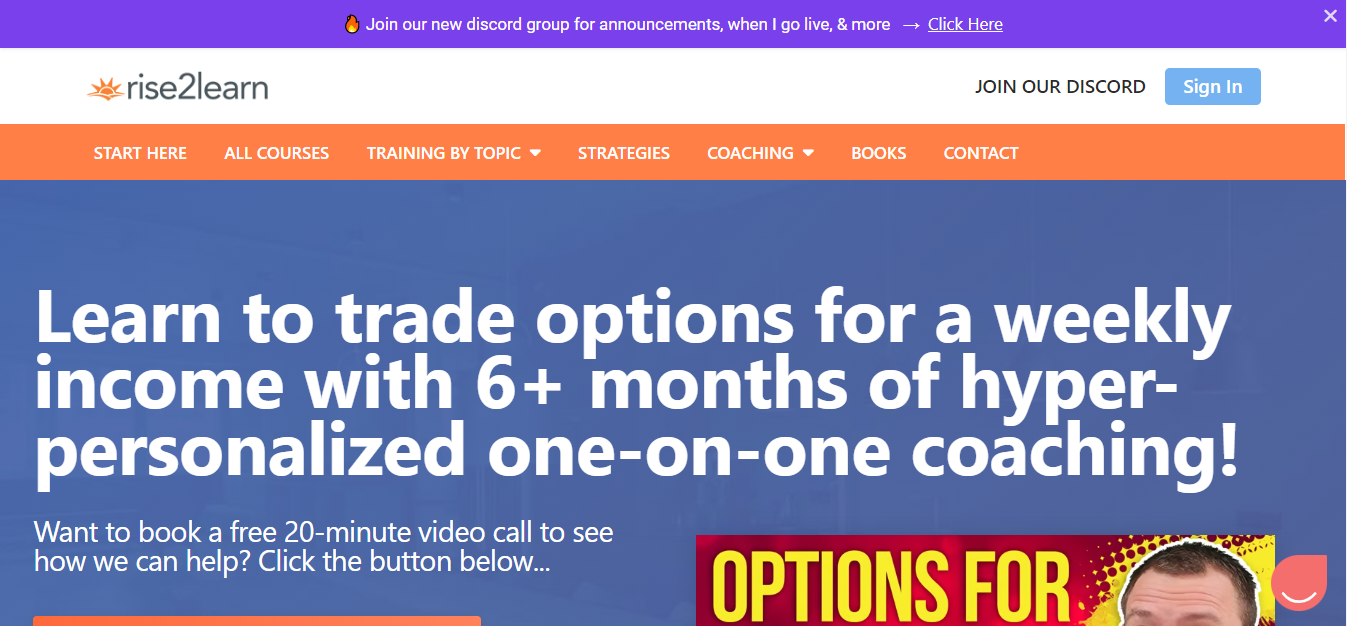 🔥 Join our new discord group for announcements, when I go live, & more → Click Here
rise2learn
JOIN OUR DISCORD
Sign In
START HERE
ALL COURSES
TRAINING BY TOPIC
STRATEGIES
COACHING
BOOKS
CONTACT
Learn to trade options for a weekly
income with 6+ months of hyper-
personalized one-on-one coaching!
Want to book a free 20-minute video call to see
how we can help? Click the button below...
OPTIONS FOR